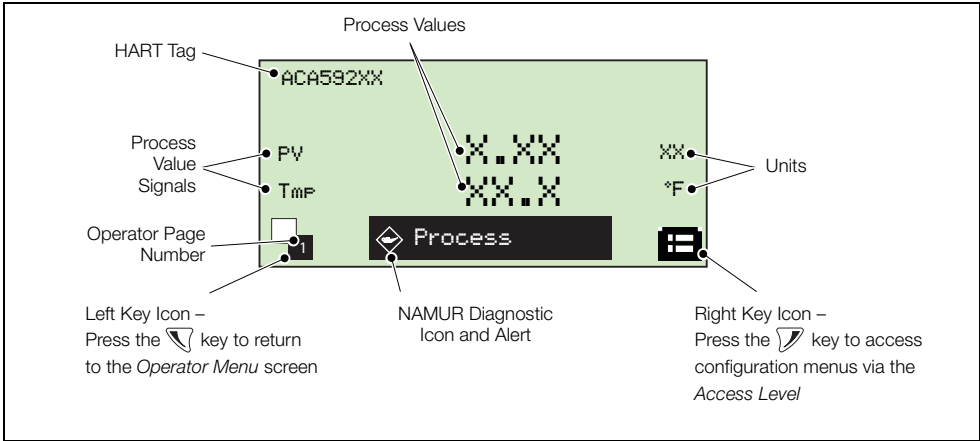 Process Values
HART Tag
ACA592XX
Process
Value
Signals
PV
X.XX
XX
Tmp
XX.X
°F
Units
Operator Page
Number
1
Process
Left Key Icon –
Press the key to return
to the Operator Menu screen
NAMUR Diagnostic
Icon and Alert
Right Key Icon –
Press the key to access
configuration menus via the
Access Level